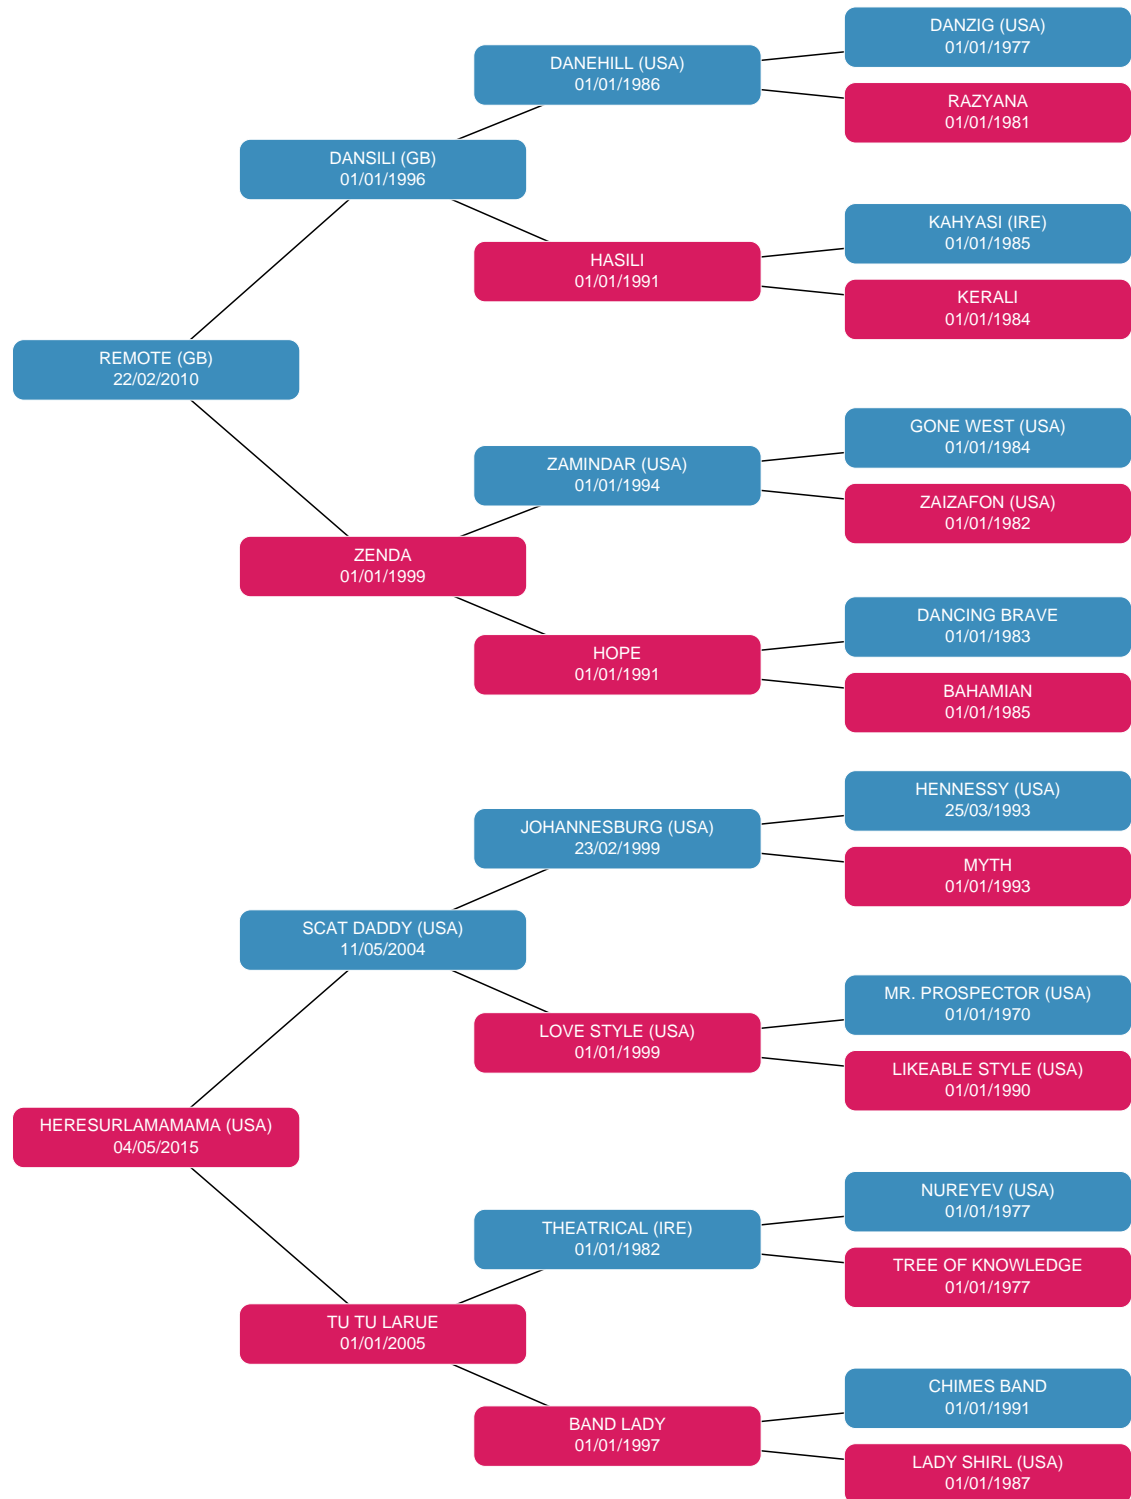 DANZIG (USA)
01/01/1977
DANEHILL (USA)
01/01/1986
RAZYANA
01/01/1981
DANSILI (GB)
01/01/1996
KAHYASI (IRE)
01/01/1985
HASILI
01/01/1991
KERALI
01/01/1984
REMOTE (GB)
22/02/2010
GONE WEST (USA)
01/01/1984
ZAMINDAR (USA)
01/01/1994
ZAIZAFON (USA)
01/01/1982
ZENDA
01/01/1999
DANCING BRAVE
01/01/1983
HOPE
01/01/1991
BAHAMIAN
01/01/1985
HENNESSY (USA)
25/03/1993
JOHANNESBURG (USA)
23/02/1999
MYTH
01/01/1993
SCAT DADDY (USA)
11/05/2004
MR. PROSPECTOR (USA)
01/01/1970
LOVE STYLE (USA)
01/01/1999
LIKEABLE STYLE (USA)
01/01/1990
HERESURLAMAMAMA (USA)
04/05/2015
NUREYEV (USA)
01/01/1977
THEATRICAL (IRE)
01/01/1982
TREE OF KNOWLEDGE
01/01/1977
TU TU LARUE
01/01/2005
CHIMES BAND
01/01/1991
BAND LADY
01/01/1997
LADY SHIRL (USA)
01/01/1987